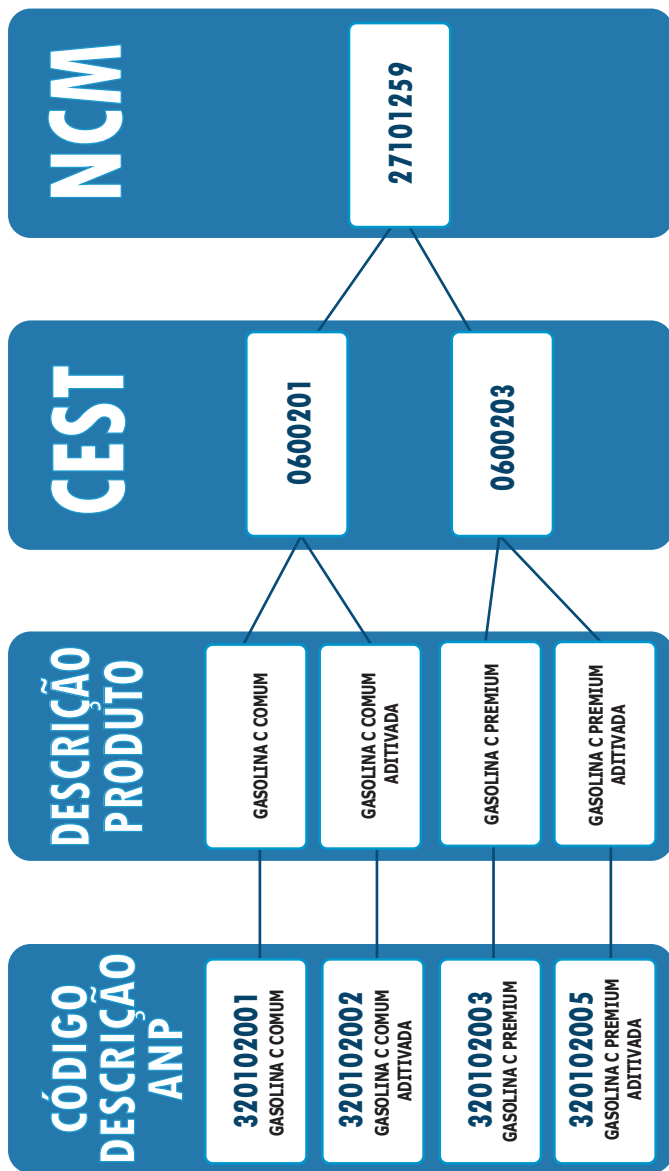 CÓDIGO
DESCRIÇÃO
ANP
320102001
GASOLINA C COMUM
320102002
GASOLINA C COMUM
ADITIVADA
320102003
GASOLINA C PREMIUM
320102005
GASOLINA C PREMIUM
ADITIVADA
DESCRIÇÃO
PRODUTO
GASOLINA C COMUM
GASOLINA C COMUM
ADITIVADA
GASOLINA C PREMIUM
GASOLINA C PREMIUM
ADITIVADA
CEST
0600201
0600203
NCM
27101259